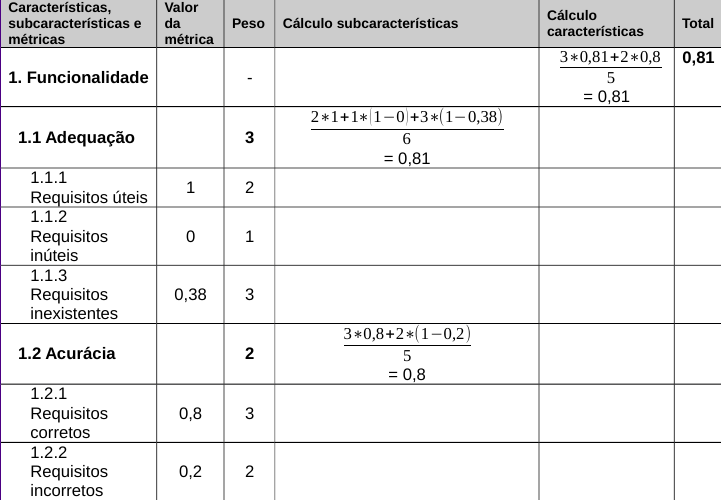 Características, subcaracterísticas e métricas Valor da métrica Peso Cálculo subcaracterísticas Cálculo características Total
1. Funcionalidade - 3*0,81+2*0,8 0,81
5
= 0,81
1.1 Adequação 3 2*1+1*(1−0)+3*(1−0,38)
6
= 0,81
1.1.1
Requisitos úteis 1 2
1.1.2
Requisitos 0 1
inúteis
1.1.3
Requisitos 0,38 3
inexistentes
1.2 Acurácia 2 3*0,8+2*(1−0,2)
5
= 0,8
1.2.1
Requisitos 0,8 3
corretos
1.2.2
Requisitos 0,2 2
incorretos